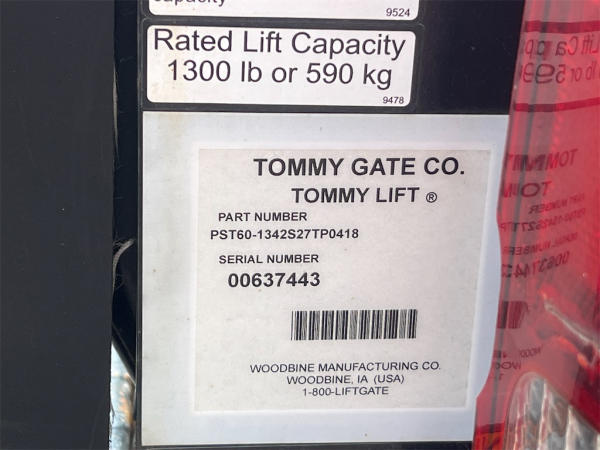 capacity
9524
Rated Lift Capacity
1300 lb or 590 kg
9478
TOMMY GATE CO.
TOMMY LIFT ®
PART NUMBER
PST60-1342S27TP0418
SERIAL NUMBER
00637443
WOODBINE MANUFACTURING CO.
WOODBINE, IA (USA)
1-800-LIFTGATE